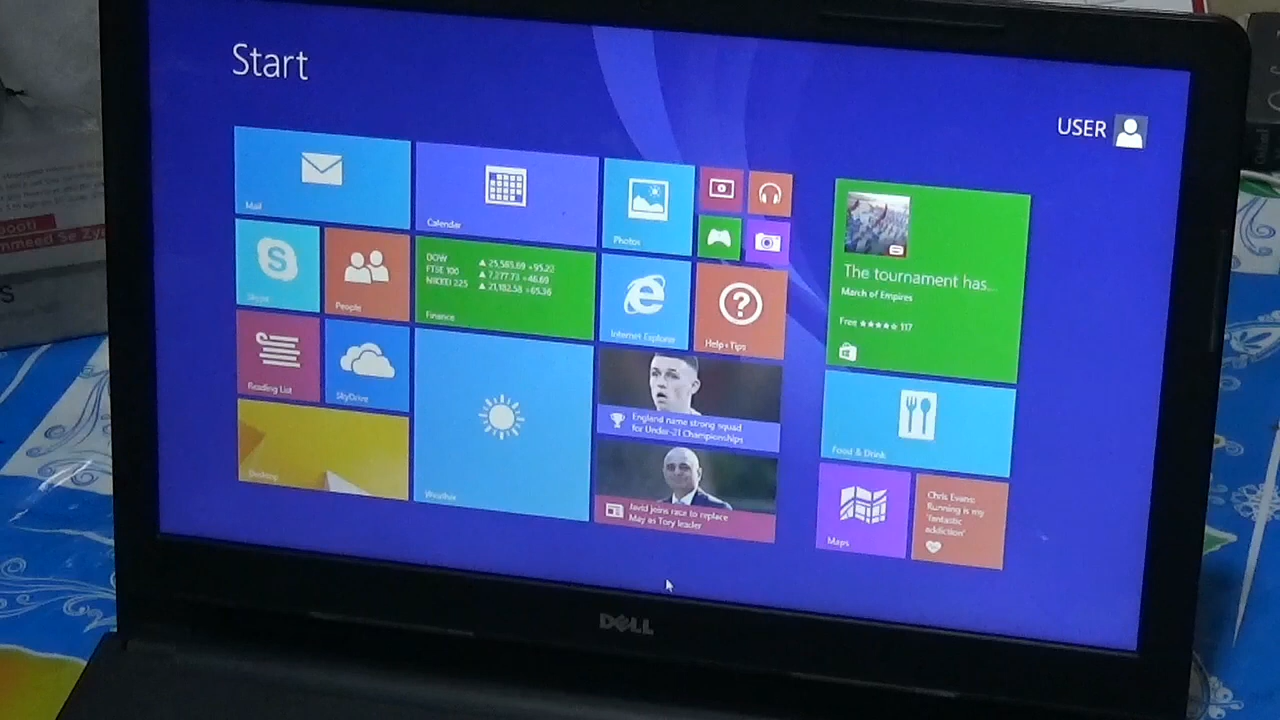 Start
USER
Mail
Calendar
Photos
Skype
People
DOW ▲ 25,585.69 +95.22
FTSE 100 ▲ 7,277.73 +46.69
NIKKEI 225 ▲ 21,182.58 +65.36
Finance
Internet Explorer
Help+Tips
Reading List
SkyDrive
Desktop
Weather
England name strong squad
for Under-21 Championships
Javid joins race to replace
May as Tory leader
The tournament has...
March of Empires
Free ★★★★★ 117
Food & Drink
Maps
Chris Evans:
Running is my
'fantastic
addiction'
DELL